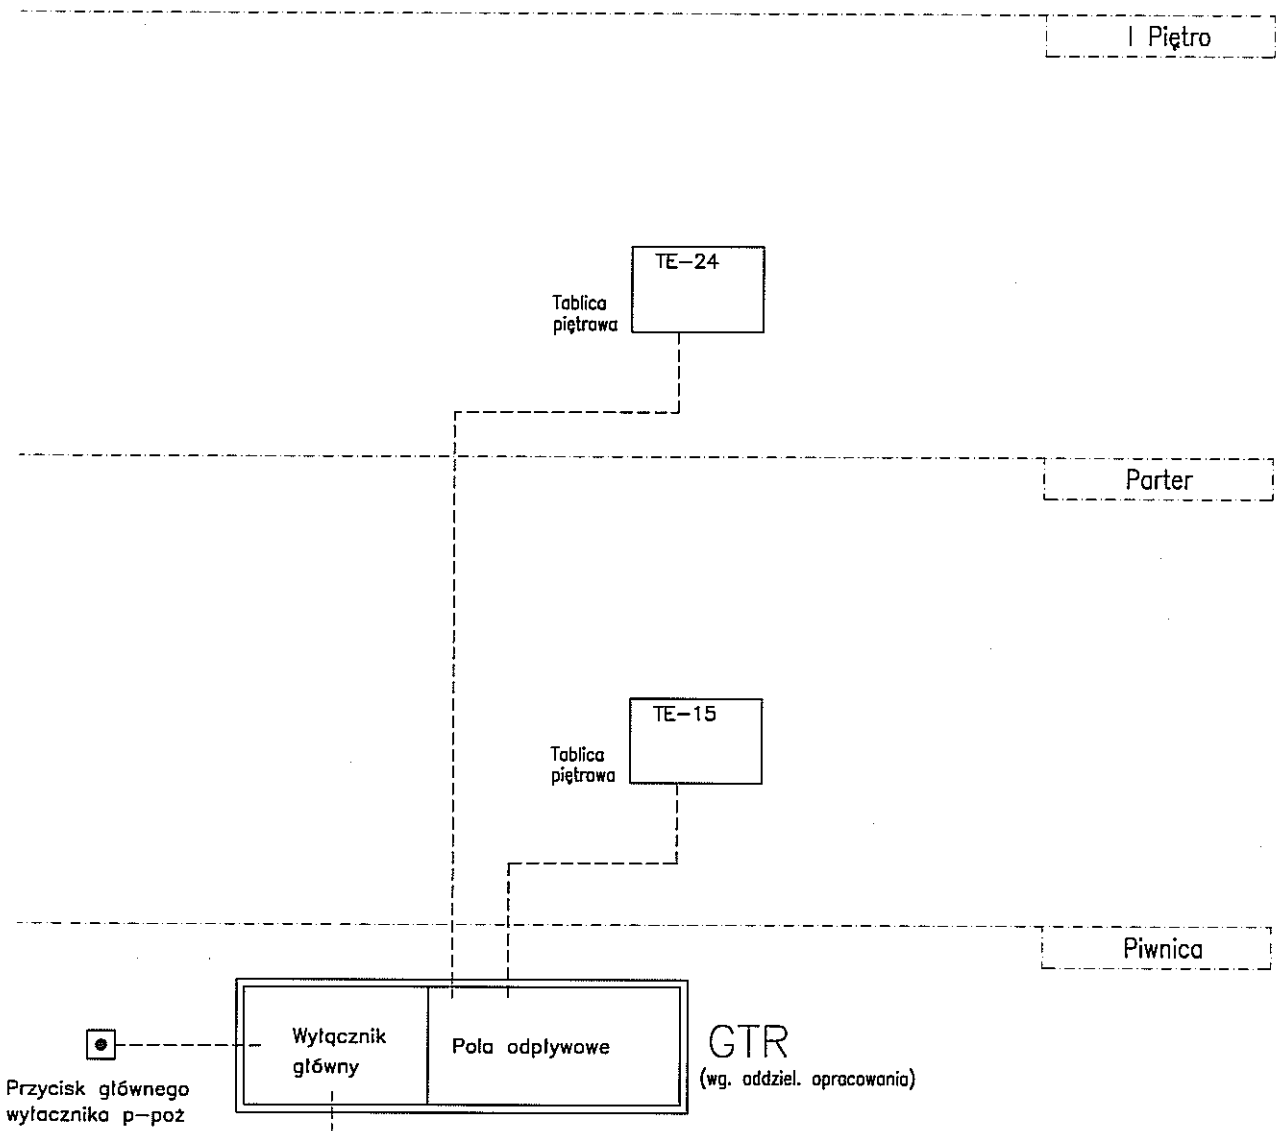 I Piętro
TE-24
Tablica
piętrowa
Parter
TE-15
Tablica
piętrowa
Piwnica
Wyłącznik
główny
Pola odpływowe
GTR
(wg. oddziel. opracowania)
Przycisk głównego
wyłacznika p-poż